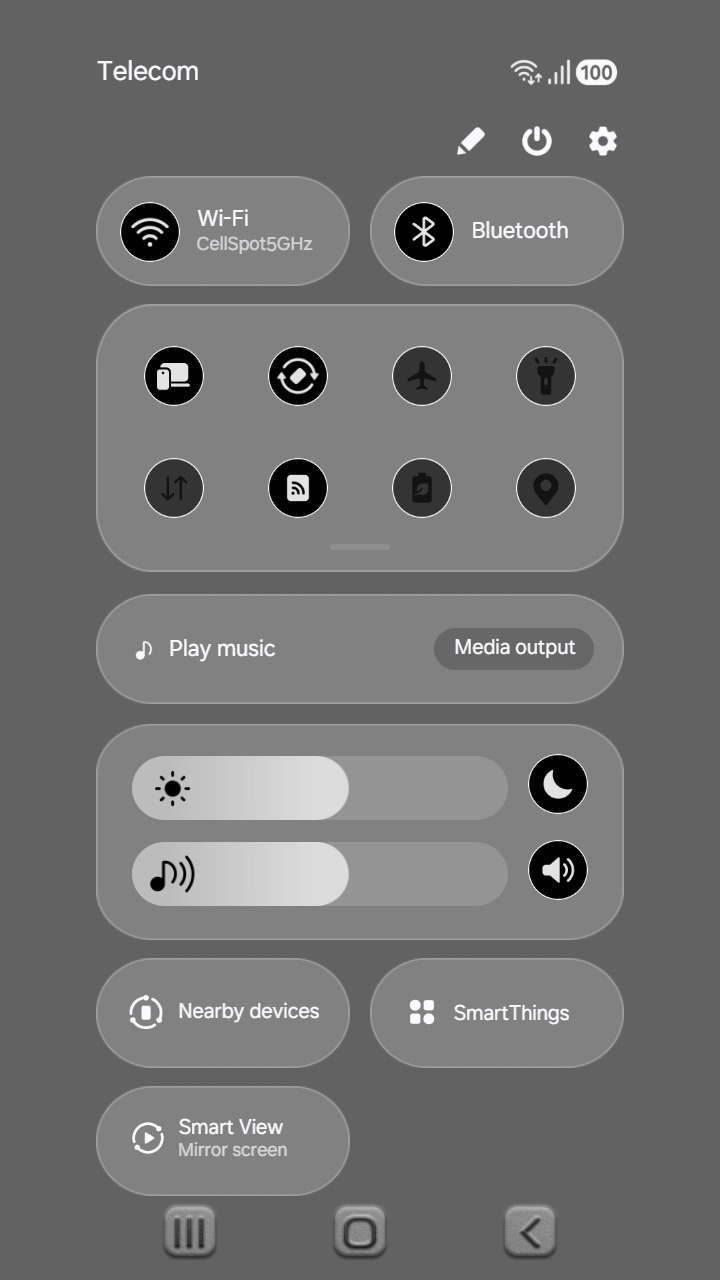 Telecom
100
Wi-Fi
CellSpot5GHz
Bluetooth
Play music
Media output
Nearby devices
SmartThings
Smart View
Mirror screen